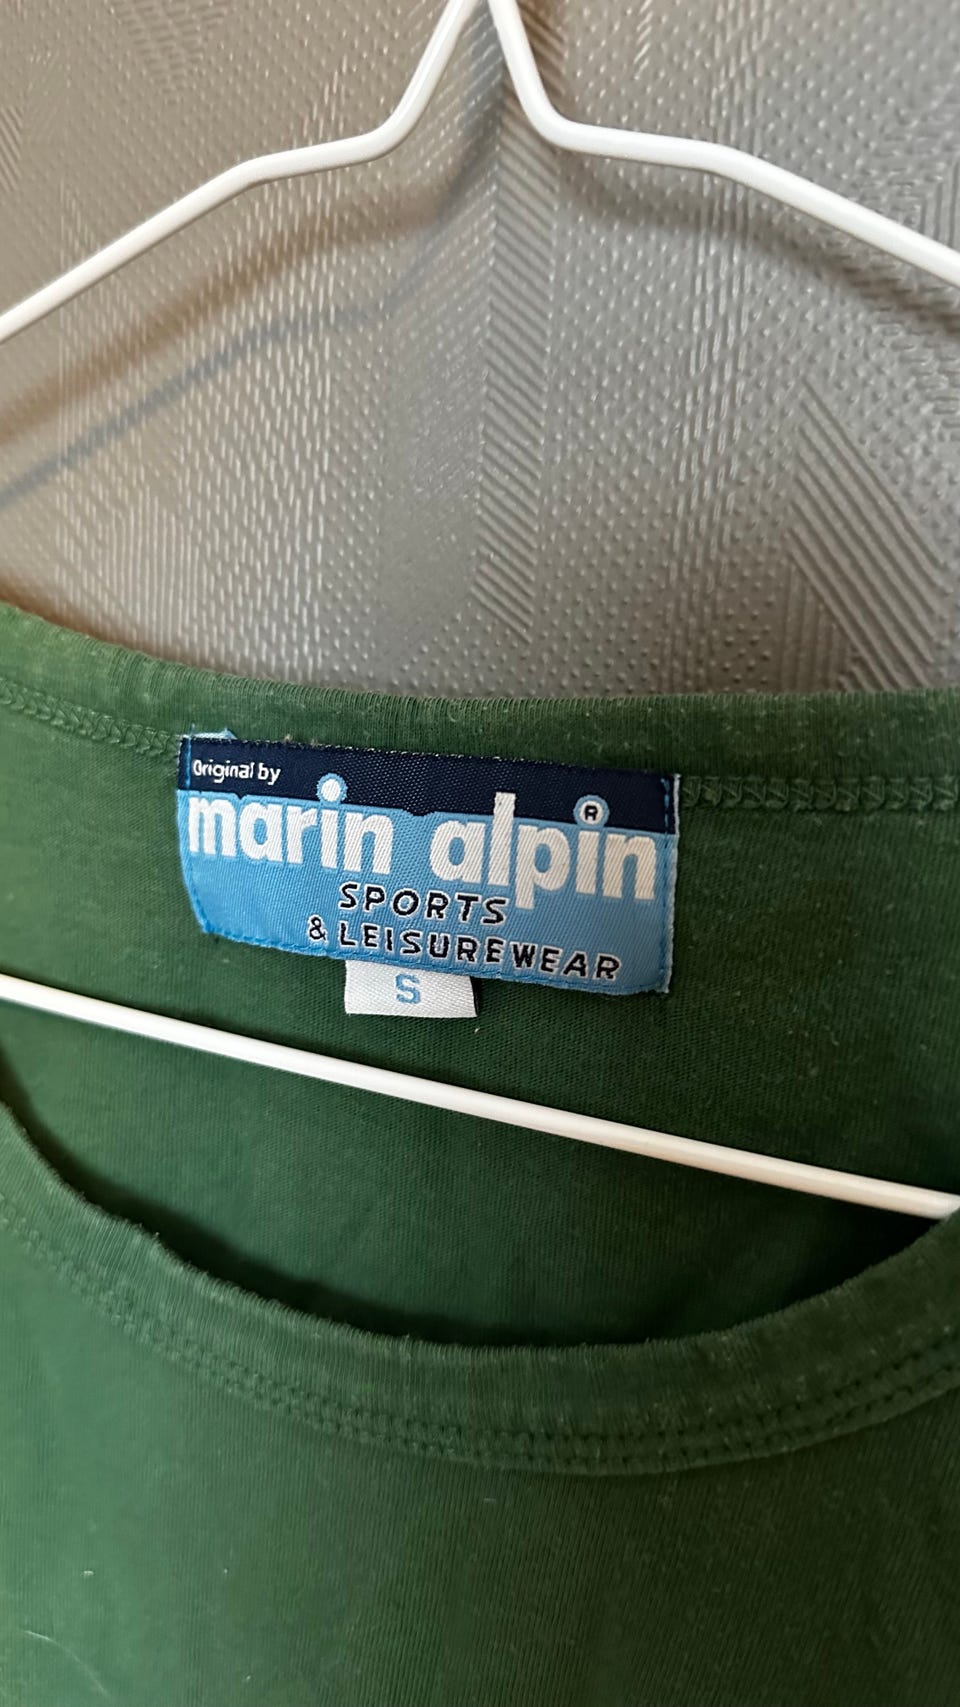 Original by
marin alpin®
SPORTS
& LEISUREWEAR
S